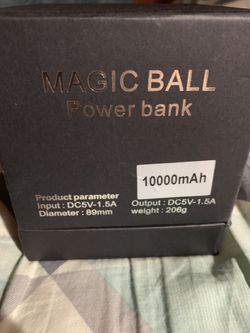 MAGIC BALL
Power bank
10000mAh
Product parameter
Input : DC5V-1.5A Output : DC5V-1.5A
Diameter : 89mm weight : 206g